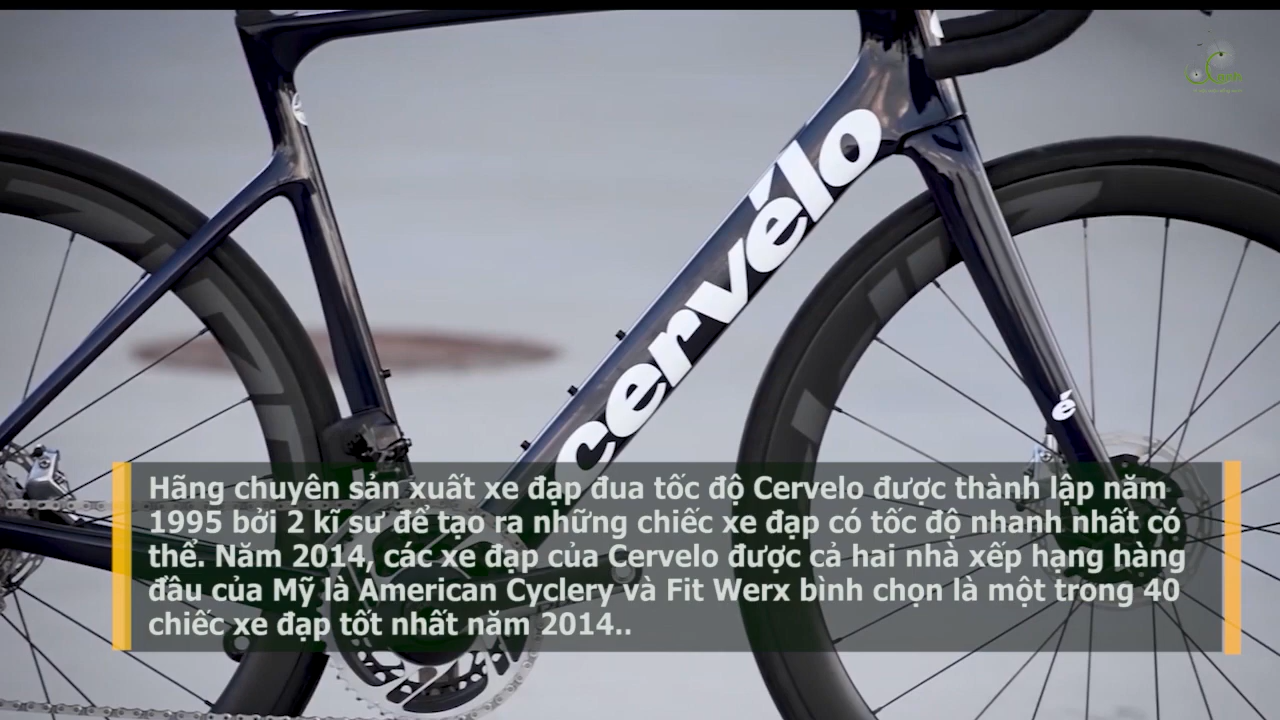 cervélo
é
Hãng chuyên sản xuất xe đạp đua tốc độ Cervelo được thành lập năm
1995 bởi 2 kĩ sư để tạo ra những chiếc xe đạp có tốc độ nhanh nhất có
thể. Năm 2014, các xe đạp của Cervelo được cả hai nhà xếp hạng hàng
đầu của Mỹ là American Cyclery và Fit Werx bình chọn là một trong 40
chiếc xe đạp tốt nhất năm 2014..